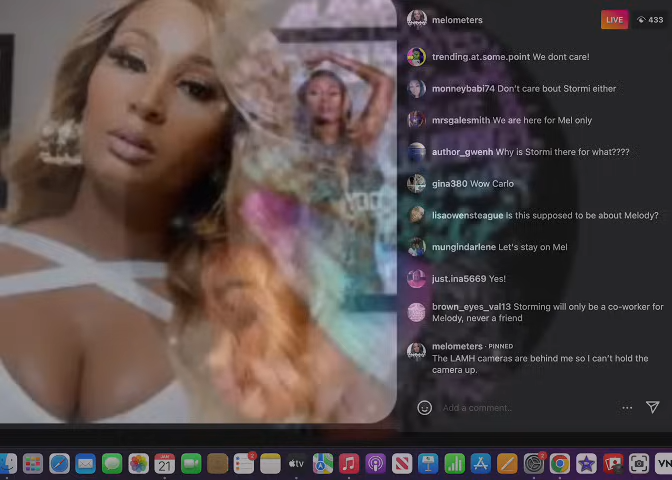 melometers
LIVE 433
trending.at.some.point We dont care!
monneybabi74 Don't care bout Stormi either
mrsgalesmith We are here for Mel only
author_gwenh Why is Stormi there for what????
gina380 Wow Carlo
lisaowensteague Is this supposed to be about Melody?
mungindarlene Let's stay on Mel
just.ina5669 Yes!
brown_eyes_val13 Storming will only be a co-worker for
Melody, never a friend
melometers · PINNED
The LAMH cameras are behind me so I can't hold the
camera up.
Add a comment..
21
2
tv
2
VN